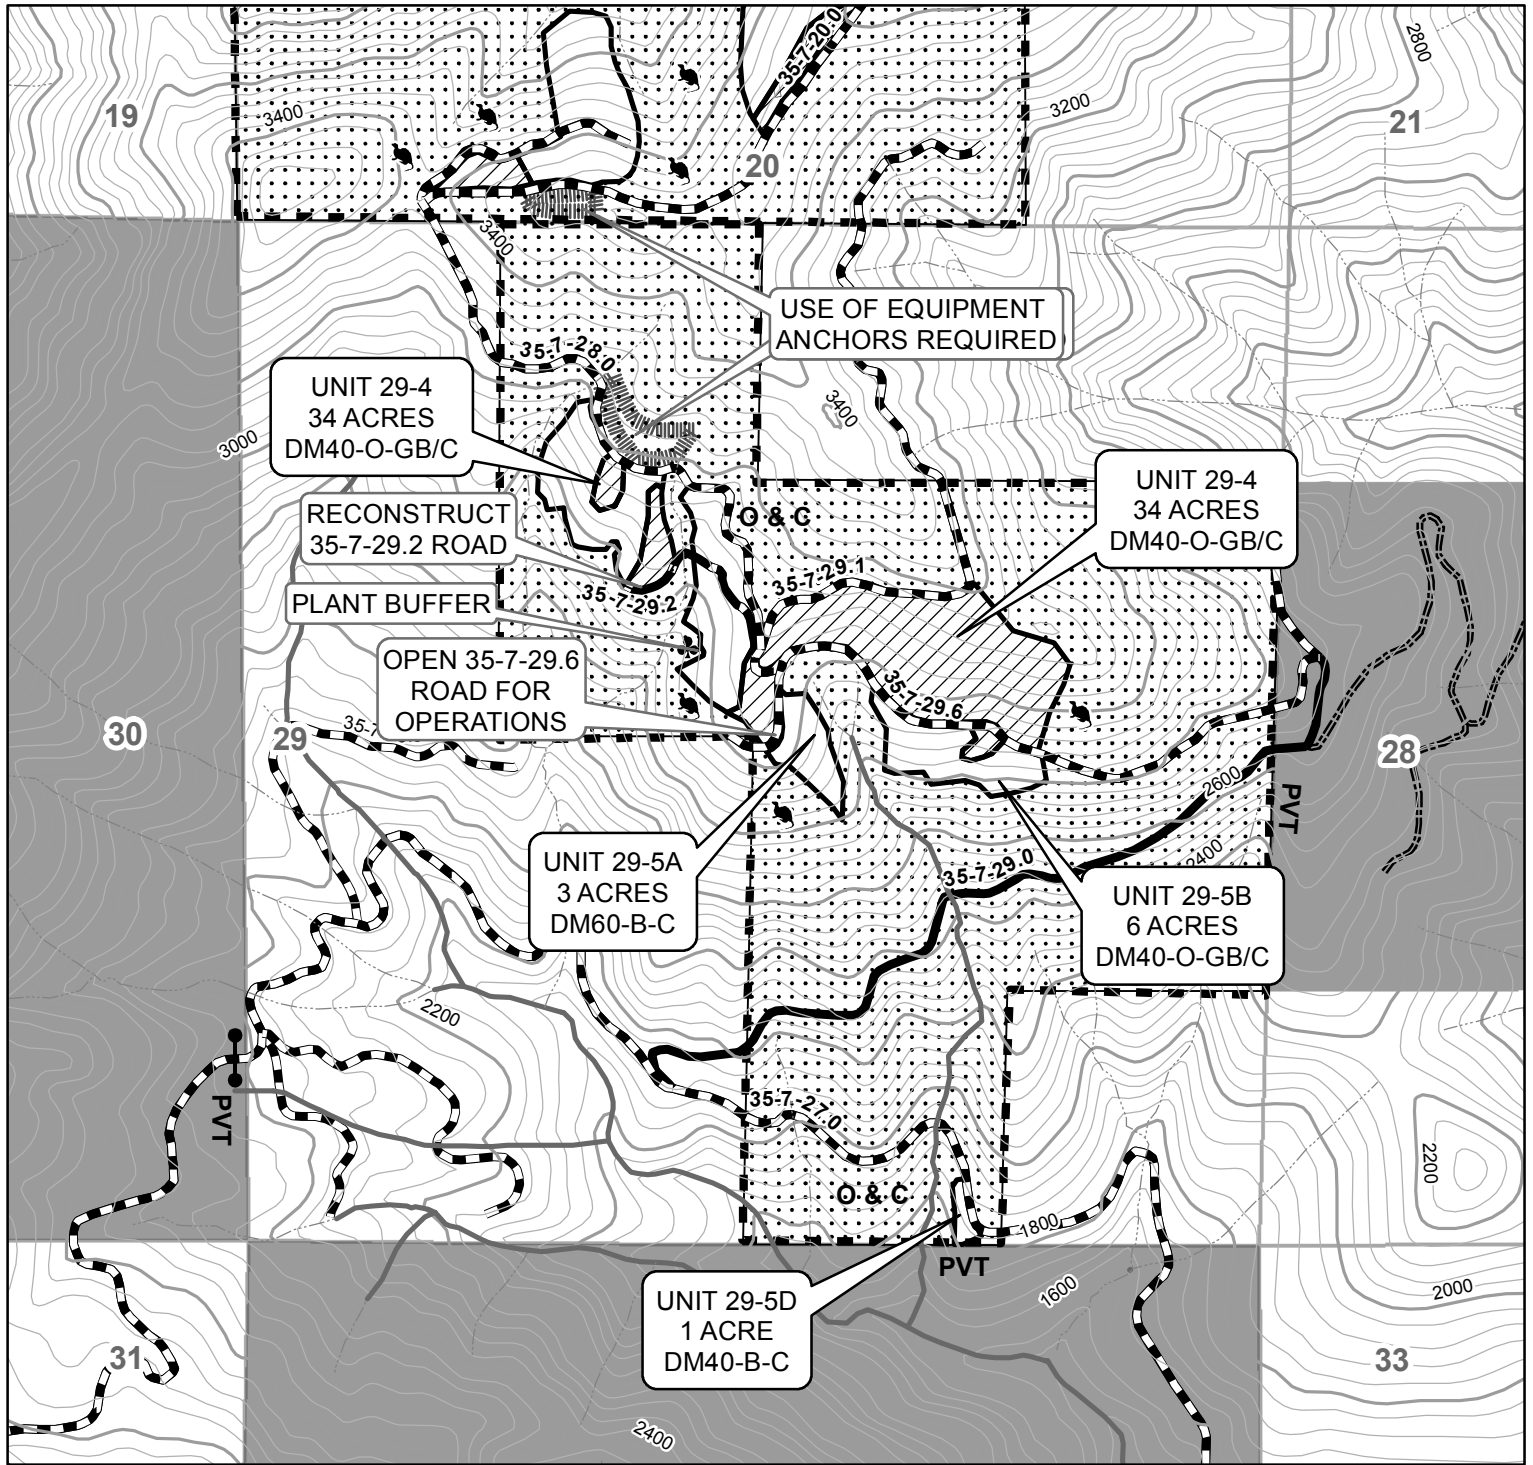 2800
35-7-20.0
3400
3200
19
20
21
3400
USE OF EQUIPMENT
ANCHORS REQUIRED
35-7-28.0
UNIT 29-4
34 ACRES
DM40-O-GB/C
3000
3400
UNIT 29-4
34 ACRES
DM40-O-GB/C
RECONSTRUCT
35-7-29.2 ROAD
O & C
35-7-29.1
35-7-29.2
PLANT BUFFER
OPEN 35-7-29.6
ROAD FOR
OPERATIONS
35-7-29.6
30
29
35-7
28
2600
PVT
2400
35-7-29.0
UNIT 29-5A
3 ACRES
DM60-B-C
UNIT 29-5B
6 ACRES
DM40-O-GB/C
2200
PVT
35-7-27.0
2200
O & C
1800
PVT
1600
2000
UNIT 29-5D
1 ACRE
DM40-B-C
31
33
2400